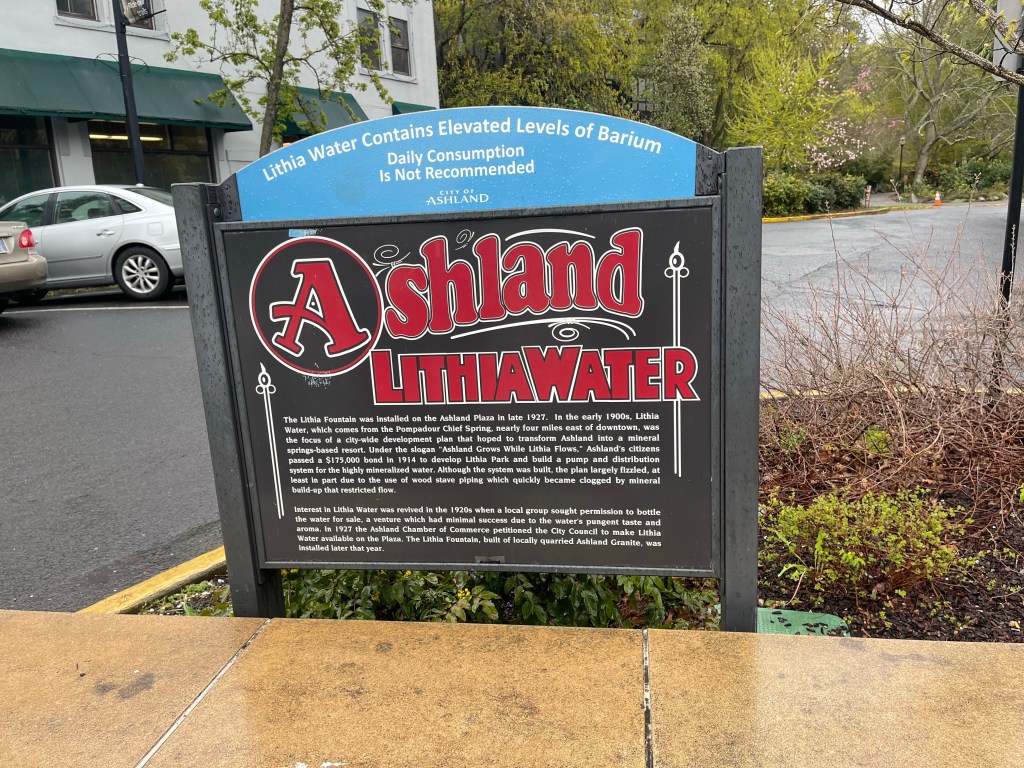 Lithia Water Contains Elevated Levels of Barium
Daily Consumption
Is Not Recommended
CITY OF
ASHLAND
Ashland
LITHIA WATER
The Lithia Fountain was installed on the Ashland Plaza in late 1927. In the early 1900s, Lithia
Water, which comes from the Pompadour Chief Spring, nearly four miles east of downtown, was
the focus of a city-wide development plan that hoped to transform Ashland into a mineral
springs-based resort. Under the slogan "Ashland Grows While Lithia Flows," Ashland's citizens
passed a $175,000 bond in 1914 to develop Lithia Park and build a pump and distribution
system for the highly mineralized water. Although the system was built, the plan largely fizzled, at
least in part due to the use of wood stave piping which quickly became clogged by mineral
build-up that restricted flow.
Interest in Lithia Water was revived in the 1920s when a local group sought permission to bottle
the water for sale, a venture which had minimal success due to the water's pungent taste and
aroma. In 1927 the Ashland Chamber of Commerce petitioned the City Council to make Lithia
Water available on the Plaza. The Lithia Fountain, built of locally quarried Ashland Granite, was
installed later that year.